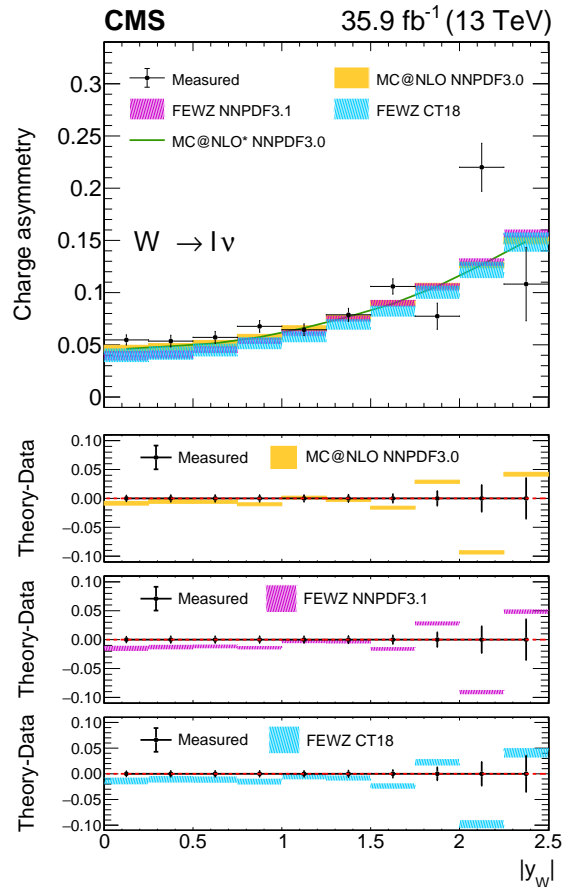 CMS 35.9 fb⁻¹ (13 TeV)
Measured
MC@NLO NNPDF3.0
FEWZ NNPDF3.1
FEWZ CT18
MC@NLO* NNPDF3.0
Charge asymmetry
W → l ν
0.3
0.25
0.2
0.15
0.1
0.05
0
Theory-Data
Measured
MC@NLO NNPDF3.0
0.10
0.05
0.00
−0.05
−0.10
Theory-Data
Measured
FEWZ NNPDF3.1
0.10
0.05
0.00
−0.05
−0.10
Theory-Data
Measured
FEWZ CT18
0.10
0.05
0.00
−0.05
−0.10
0 0.5 1 1.5 2 2.5
|y_W|